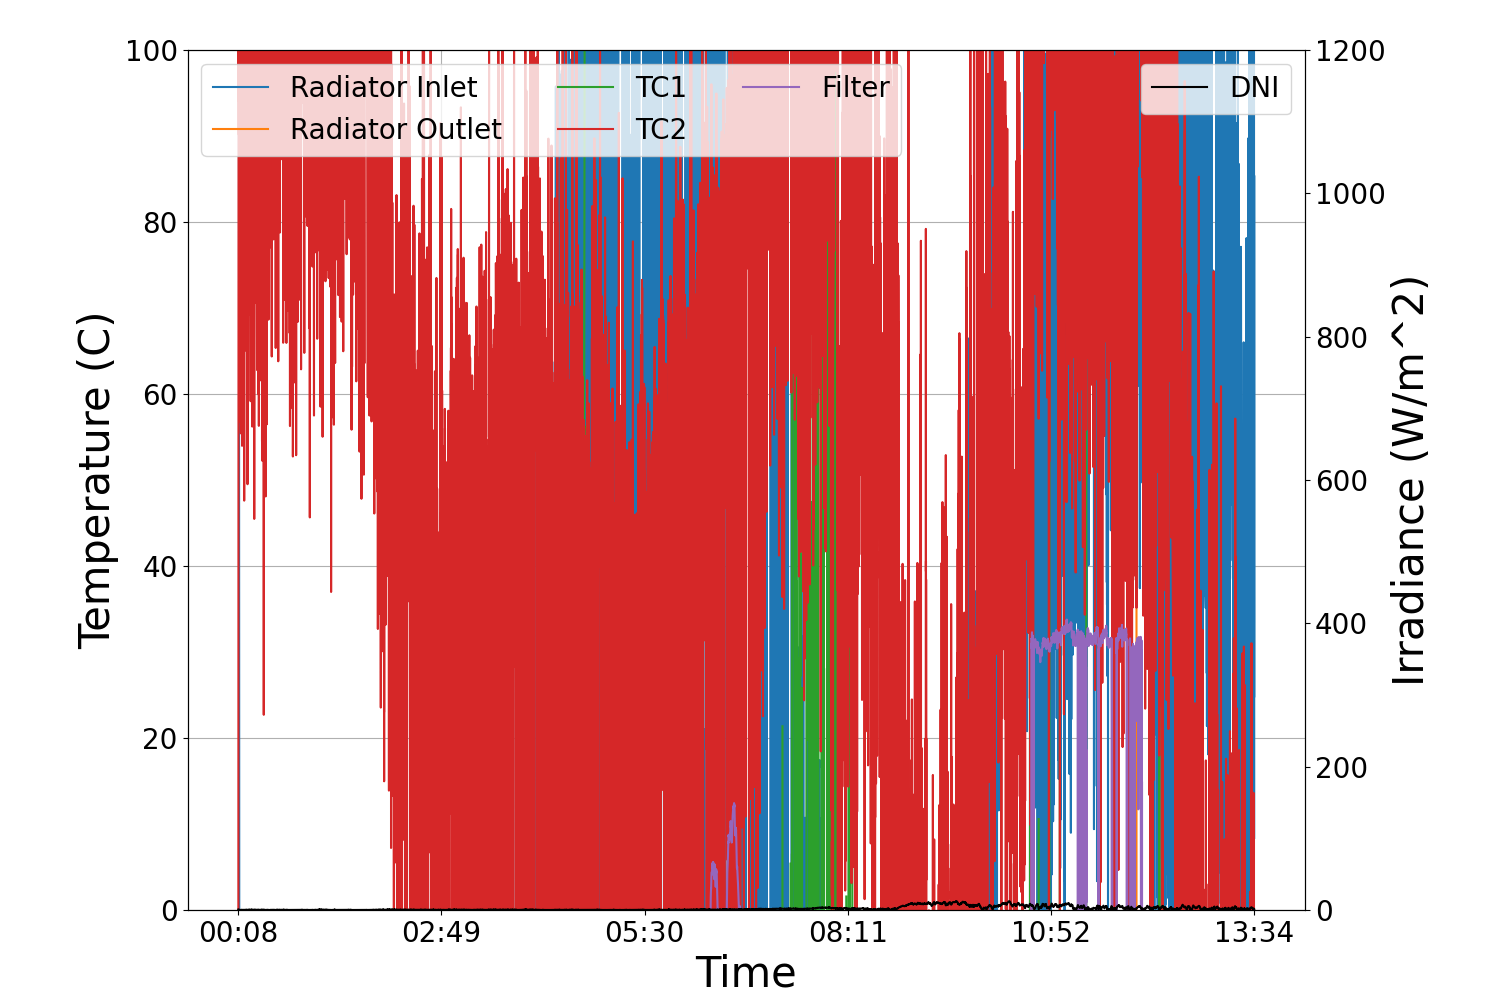 Radiator Inlet
Radiator Outlet
TC1
TC2
Filter
DNI
Temperature (C)
100
80
60
40
20
0
Irradiance (W/m^2)
1200
1000
800
600
400
200
0
00:08 02:49 05:30 08:11 10:52 13:34
Time